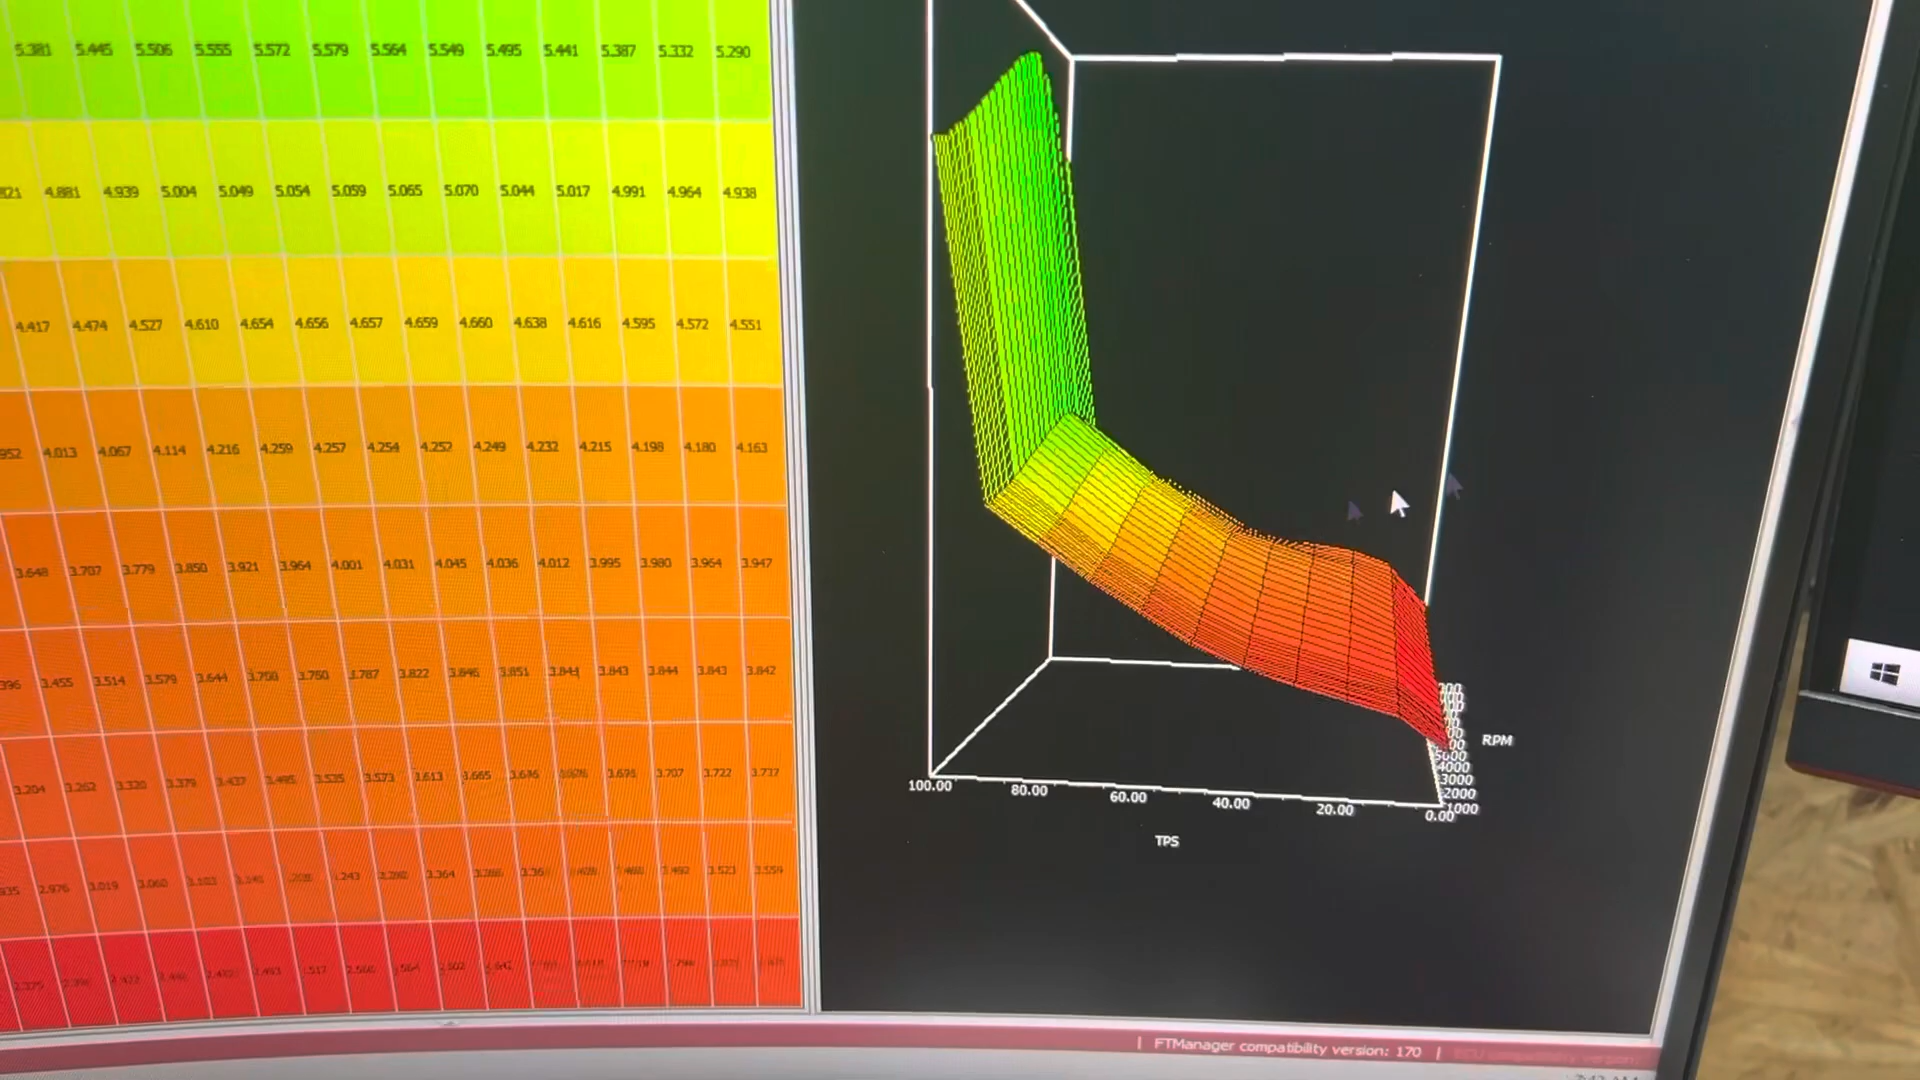 5.381 5.445 5.506 5.555 5.572 5.579 5.564 5.549 5.495 5.441 5.387 5.332 5.290
4.881 4.939 5.004 5.049 5.054 5.059 5.065 5.070 5.044 5.017 4.991 4.964 4.938
4.417 4.474 4.527 4.610 4.654 4.656 4.657 4.659 4.660 4.638 4.616 4.595 4.572 4.551
952 4.013 4.067 4.114 4.216 4.259 4.257 4.254 4.252 4.249 4.232 4.215 4.198 4.180 4.163
3.648 3.707 3.779 3.850 3.921 3.964 4.001 4.031 4.045 4.036 4.012 3.995 3.980 3.964 3.947
396 3.455 3.514 3.579 3.644 3.708 3.760 3.787 3.822 3.846 3.851 3.844 3.843 3.844 3.843 3.842
3.204 3.262 3.320 3.379 3.437 3.495 3.535 3.573 3.613 3.665 3.676 3.696 3.707 3.722 3.737
935 2.976 3.019 3.060 3.364 3.492 3.523 3.559
2.375
RPM
5000
4000
3000
2000
1000
100.00 80.00 60.00 40.00 20.00 0.00
TPS
| FTManager compatibility version: 170 |